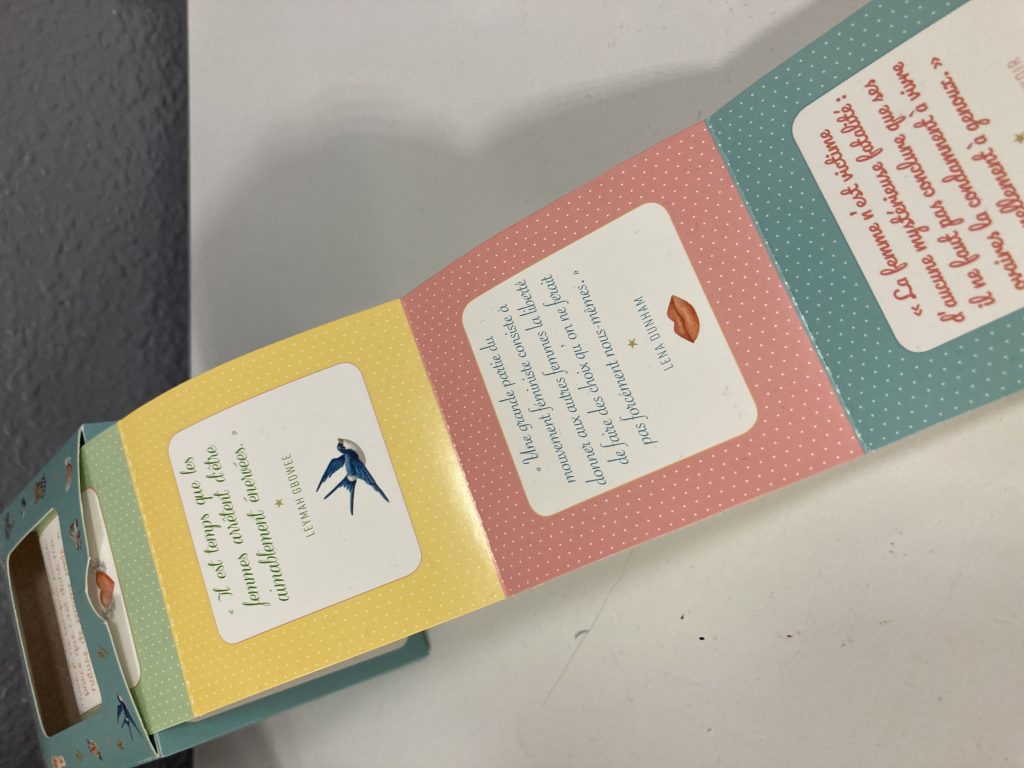 « Il est temps que les
femmes arrêtent d'être
aimablement énervées. »
LEYMAH GBOWEE
« Une grande partie du
mouvement féministe consiste à
donner aux autres femmes la liberté
de faire des choix qu'on ne ferait
pas forcément nous-mêmes. »
LENA DUNHAM
« La femme n'est victime
d'aucune mystérieuse fatalité :
il ne faut pas conclure que ses
ovaires la condamnent à vivre
ellement à genoux. »